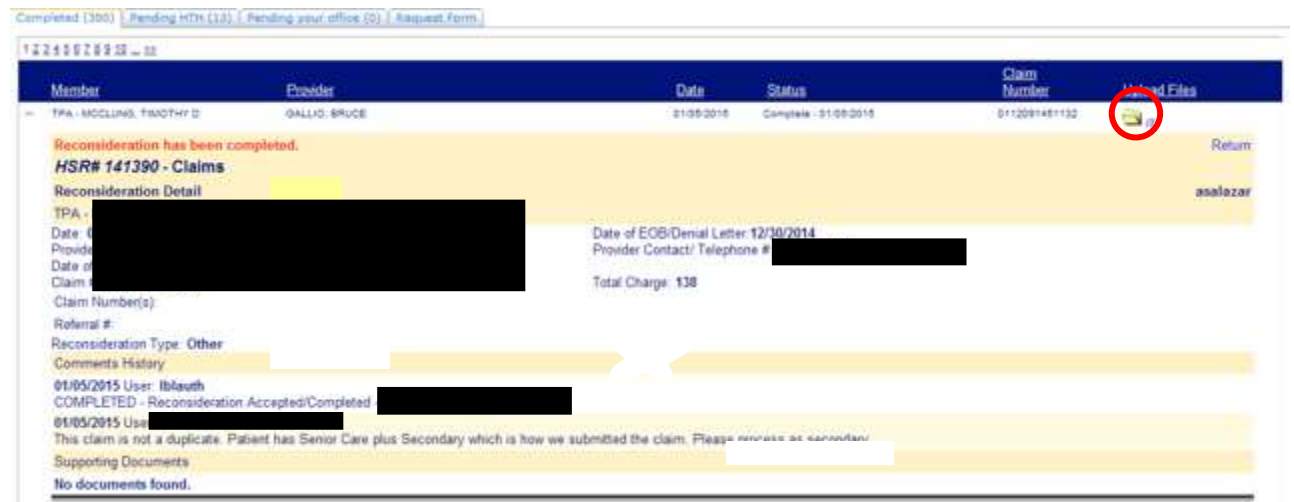 Completed (300) Pending HTH (13) Pending your office (0) Request Form
Member Provider Date Status Claim Number Upload Files
TPA - MCCLUNG, TIMOTHY D GALLIO, BRUCE 01/05/2015 Complete - 01/05/2015
Reconsideration has been completed. Return
HSR# 141390 - Claims
Reconsideration Detail asalazar
TPA -
Date: Date of EOB/Denial Letter: 12/30/2014
Provider Contact/ Telephone #
Date of
Claim Total Charge: 138
Claim Number(s):
Referral #:
Reconsideration Type: Other
Comments History
01/05/2015 User: lblauth
COMPLETED - Reconsideration Accepted/Completed -
01/05/2015
This claim is not a duplicate. Patient has Senior Care plus Secondary which is how we submitted the claim. Please process as secondary
Supporting Documents
No documents found.